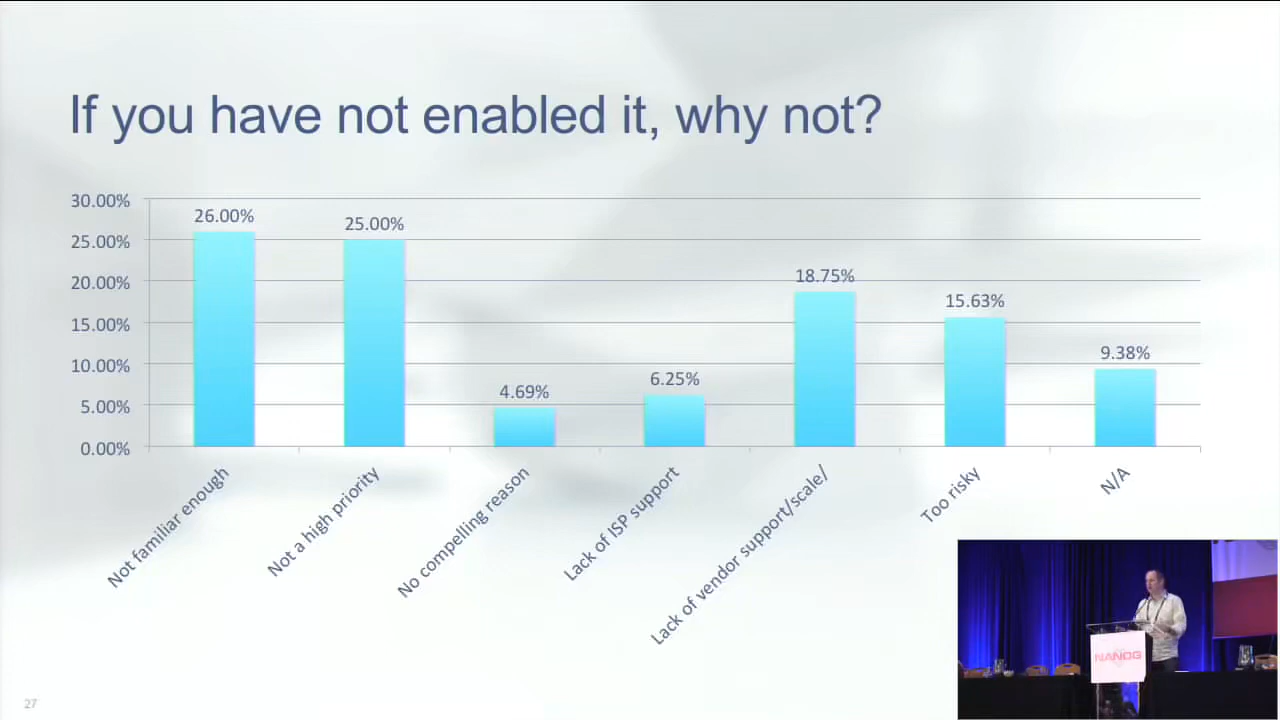 If you have not enabled it, why not?
30.00%
25.00%
20.00%
15.00%
10.00%
5.00%
0.00%
26.00%
25.00%
4.69%
6.25%
18.75%
15.63%
9.38%
Not familiar enough
Not a high priority
No compelling reason
Lack of ISP support
Lack of vendor support/scale/
Too risky
N/A
NANOG
27